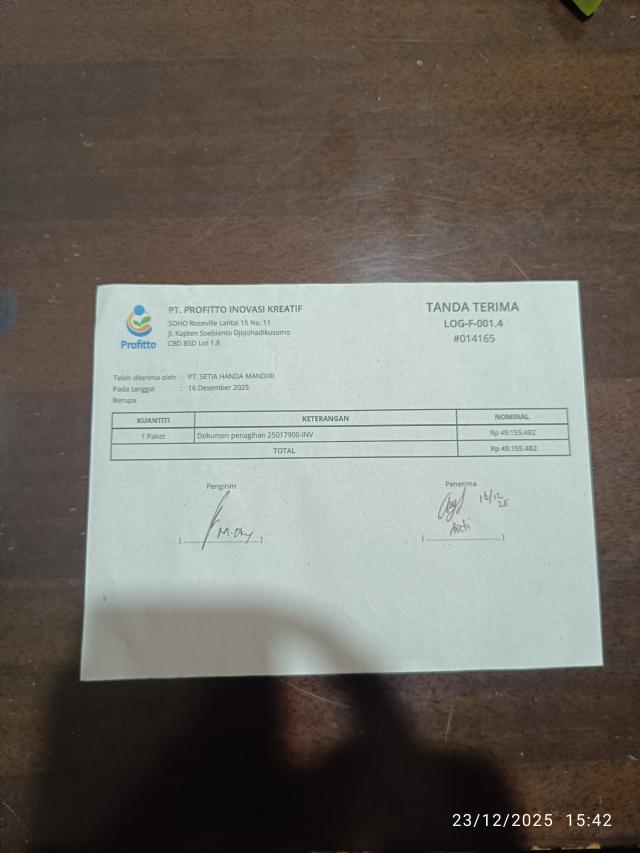 Profitto
PT. PROFITTO INOVASI KREATIF
SOHO Roseville Lantai 15 No. 11
Jl. Kapten Soebianto Djojohadikusumo
CBD BSD Lot 1.8
TANDA TERIMA
LOG-F-001.4
#014165
Telah diterima oleh : PT. SETIA HANDA MANDIRI
Pada tanggal : 16 Desember 2025
Berupa :
KUANTITI KETERANGAN NOMINAL
1 Paket Dokumen penagihan 25017900-INV Rp 49.155.482
TOTAL Rp 49.155.482
Pengirim
Penerima
16/12
25
(........................)
(........................)
23/12/2025 15:42